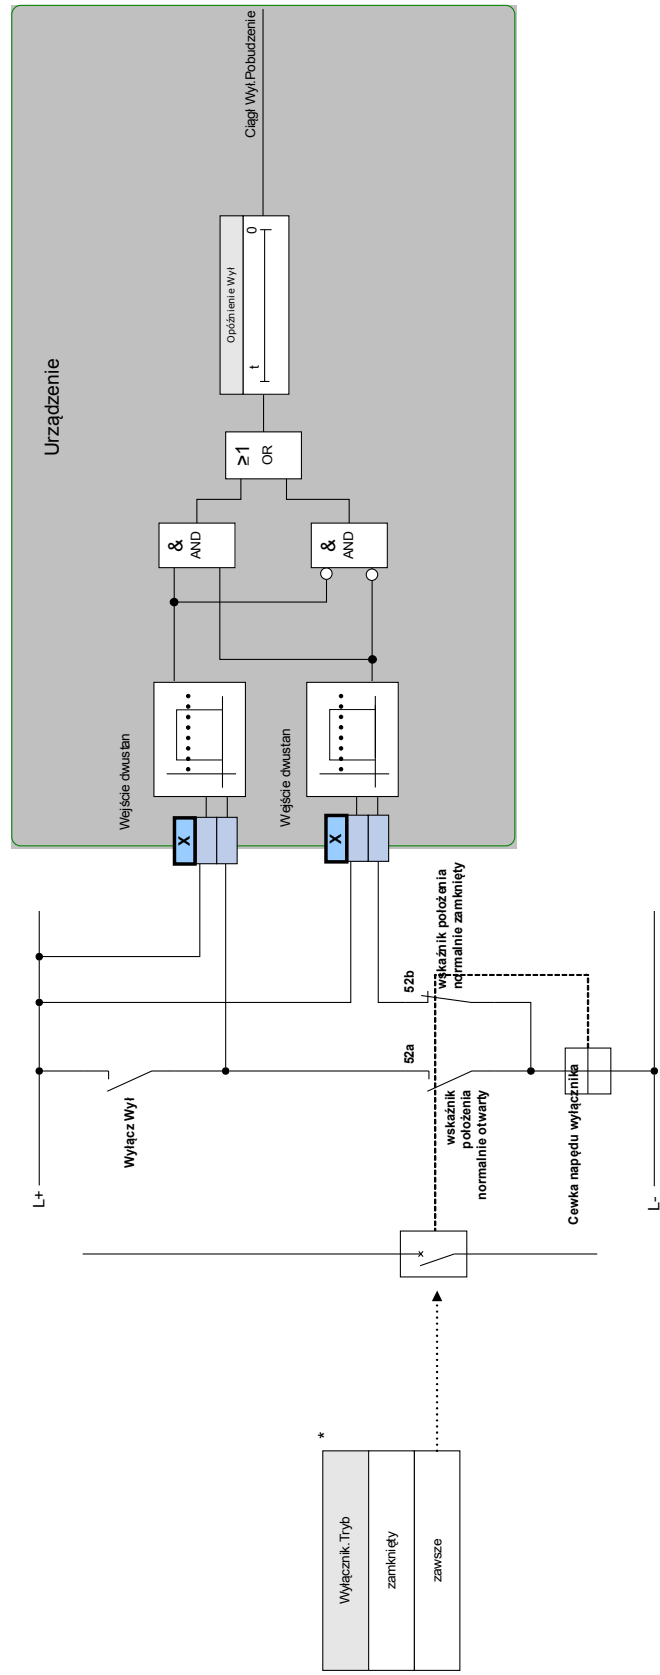 Urządzenie
Ciągł Wył.Pobudzenie
Opóźnienie Wył
t
0
≥1
OR
&
AND
&
AND
Wejście dwustan
Wejście dwustan
X
X
52b
wskaźnik położenia
normalnie zamknięty
52a
wskaźnik
położenia
normalnie otwarty
Wyłącz Wył
Cewka napędu wyłącznika
L+
L-
*
Wyłącznik.Tryb
zamknięty
zawsze